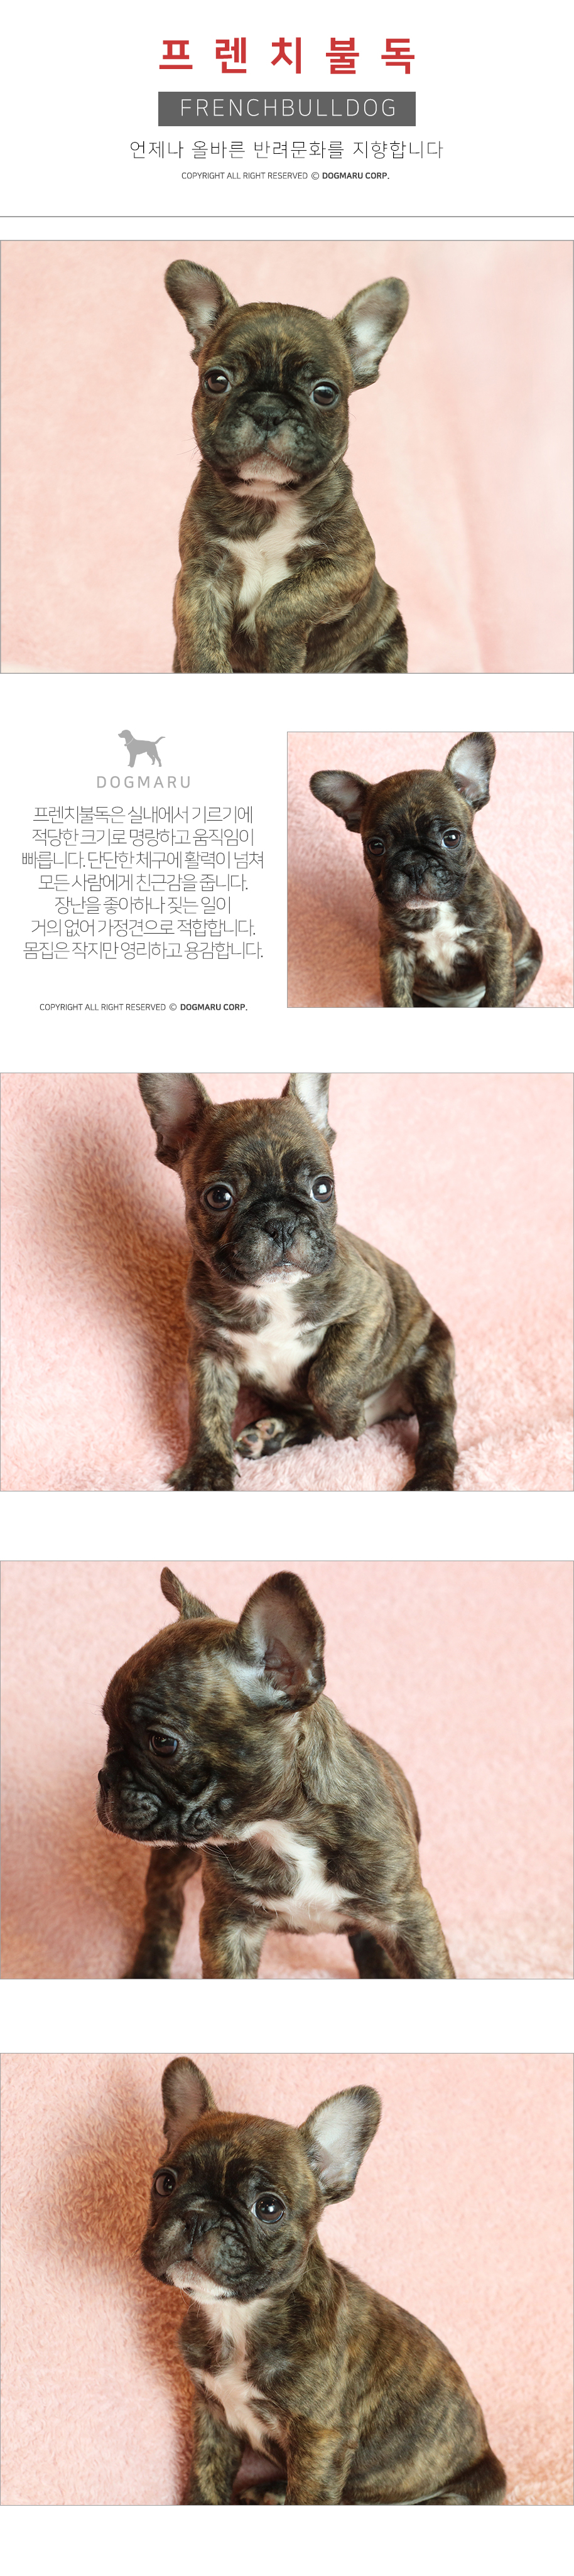 프렌치불독
FRENCHBULLDOG
언제나 올바른 반려문화를 지향합니다
COPYRIGHT ALL RIGHT RESERVED © DOGMARU CORP.
DOGMARU
프렌치불독은 실내에서 기르기에
적당한 크기로 명랑하고 움직임이
빠릅니다. 단단한 체구에 활력이 넘쳐
모든 사람에게 친근감을 줍니다.
장난을 좋아하나 짖는 일이
거의 없어 가정견으로 적합합니다.
몸집은 작지만 영리하고 용감합니다.
COPYRIGHT ALL RIGHT RESERVED © DOGMARU CORP.